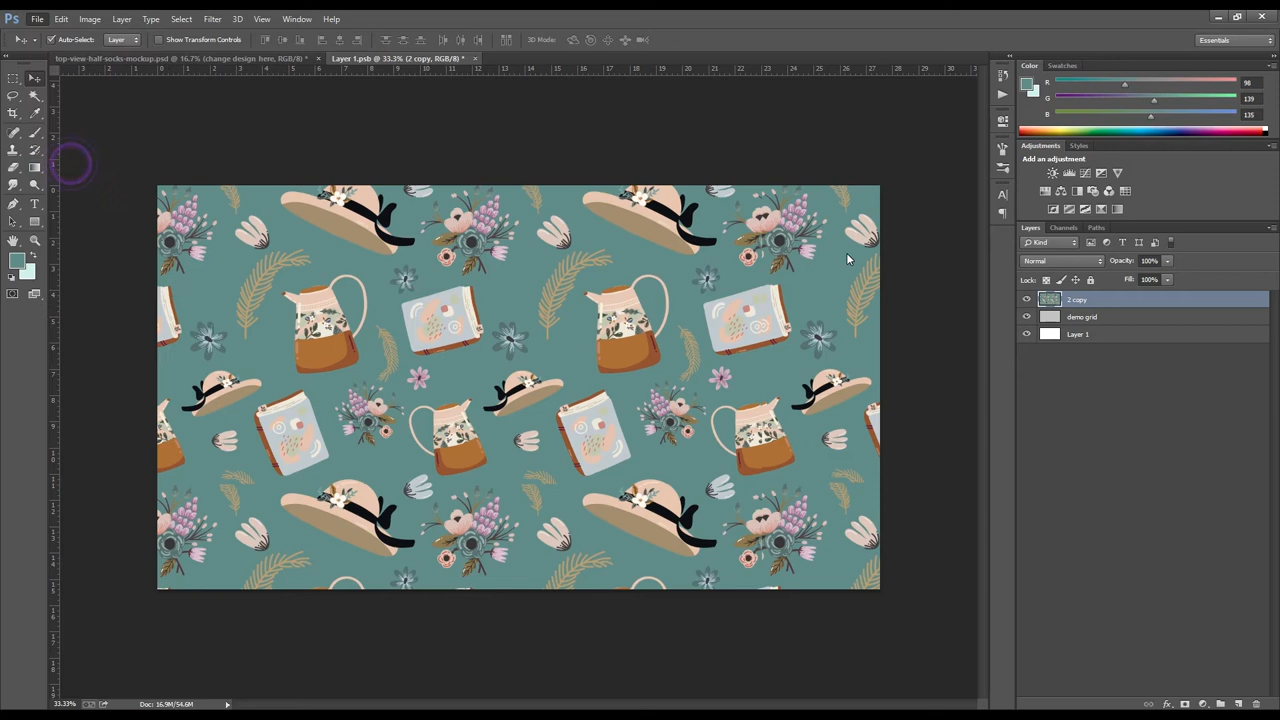 Ps File Edit Image Layer Type Select Filter 3D View Window Help
Auto-Select: Layer Show Transform Controls 3D Mode: Essentials
top-view-half-socks-mockup.psd @ 16.7% (change design here, RGB/8) * × Layer 1.psb @ 33.3% (2 copy, RGB/8) * ×
Color Swatches
R 98
G 139
B 135
Adjustments Styles
Add an adjustment
Layers Channels Paths
Kind
Normal Opacity: 100%
Lock: Fill: 100%
2 copy
demo grid
Layer 1
33.33% Doc: 16.9M/54.6M